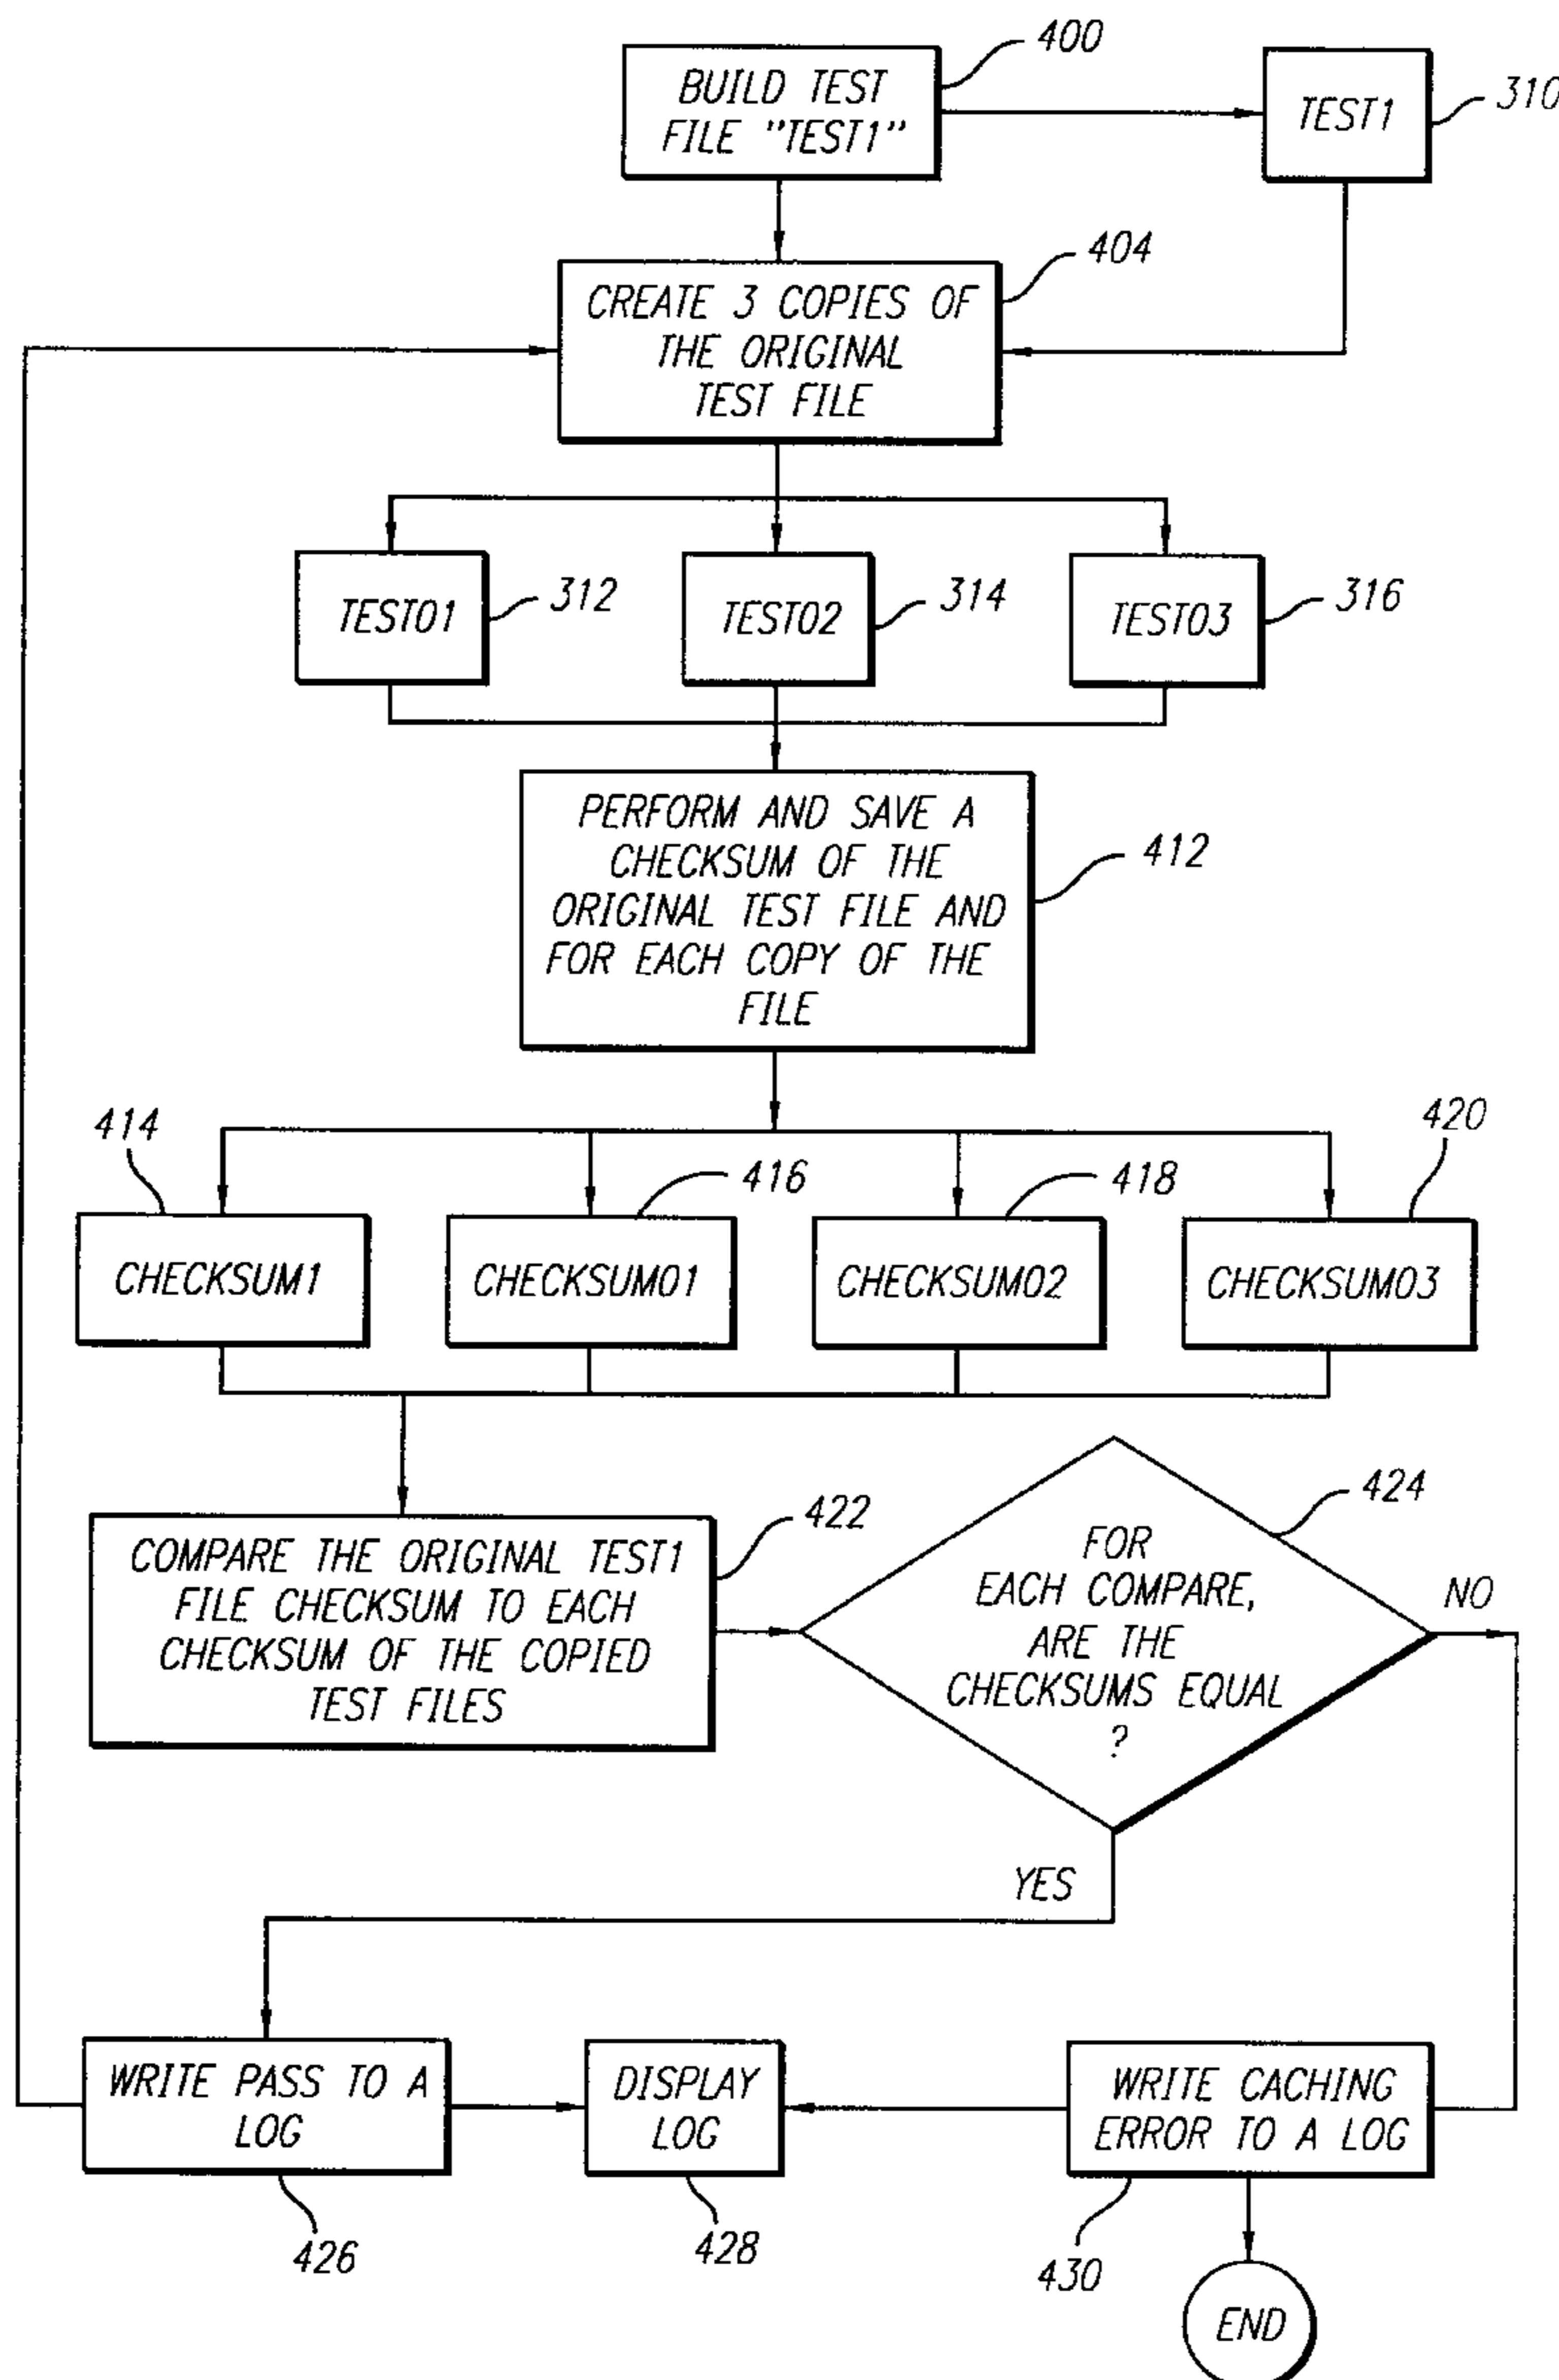 400
BUILD TEST
FILE "TEST1"
TEST1
310
404
CREATE 3 COPIES OF
THE ORIGINAL
TEST FILE
TEST01
312
TEST02
314
TEST03
316
PERFORM AND SAVE A
CHECKSUM OF THE
ORIGINAL TEST FILE AND
FOR EACH COPY OF THE
FILE
412
414
416
418
420
CHECKSUM1
CHECKSUM01
CHECKSUM02
CHECKSUM03
COMPARE THE ORIGINAL TEST1
FILE CHECKSUM TO EACH
CHECKSUM OF THE COPIED
TEST FILES
422
424
FOR
EACH COMPARE,
ARE THE
CHECKSUMS EQUAL
?
NO
YES
WRITE PASS TO A
LOG
426
DISPLAY
LOG
428
WRITE CACHING
ERROR TO A LOG
430
END